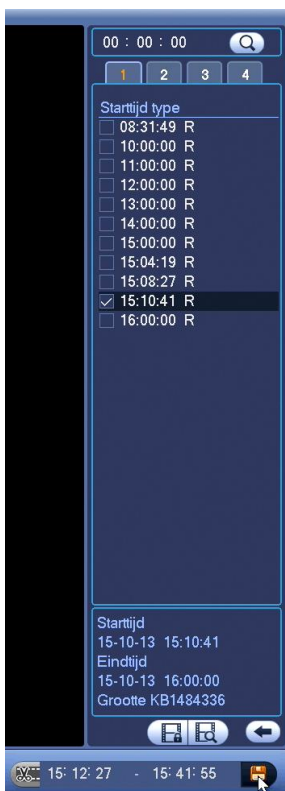 00 : 00 : 00
1 2 3 4
Starttijd type
08:31:49 R
10:00:00 R
11:00:00 R
12:00:00 R
13:00:00 R
14:00:00 R
15:00:00 R
15:04:19 R
15:08:27 R
15:10:41 R
16:00:00 R
Starttijd
15-10-13 15:10:41
Eindtijd
15-10-13 16:00:00
Grootte KB1484336
15: 12: 27 - 15: 41: 55